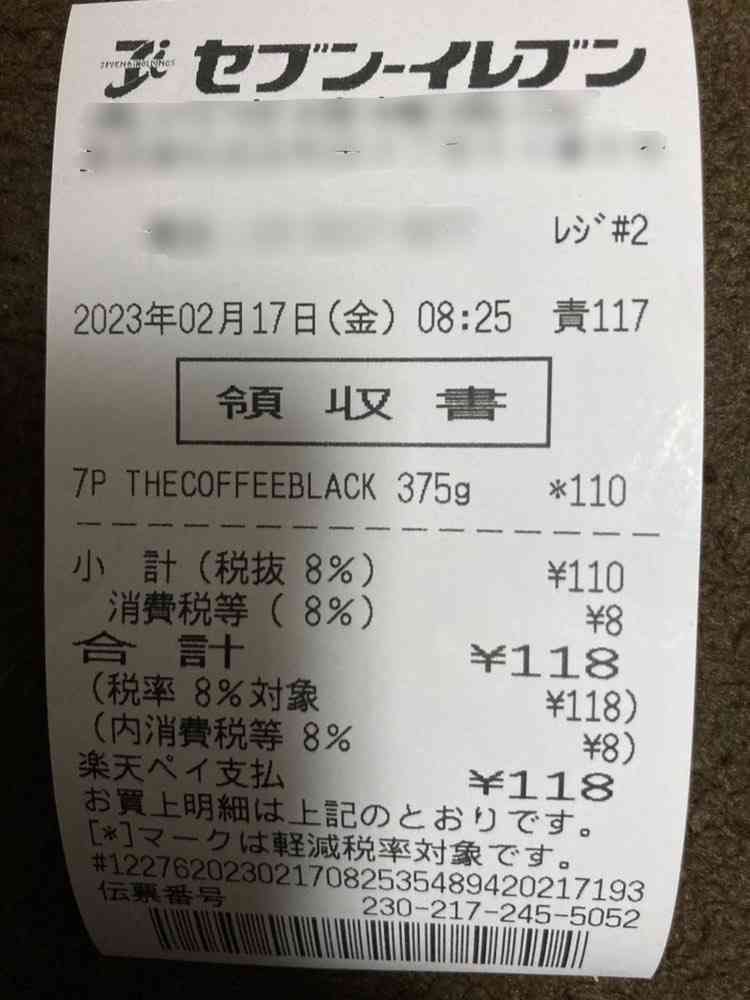 SEVEN&i HOLDINGS
セブン-イレブン
ﾚｼﾞ#2
2023年02月17日(金) 08:25 責117
領収書
7P THECOFFEEBLACK 375g *110
小 計(税抜 8%) ¥110
消費税等( 8%) ¥8
合 計 ¥118
(税率 8%対象 ¥118)
(内消費税等 8% ¥8)
楽天ペイ支払 ¥118
お買上明細は上記のとおりです。
[*]マークは軽減税率対象です。
#122762023021708253548942021​7193
伝票番号 230-217-245-5052